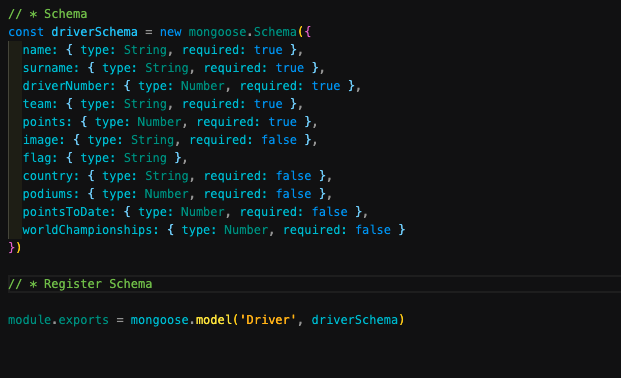 // * Schema
const driverSchema = new mongoose.Schema({
  name: { type: String, required: true },
  surname: { type: String, required: true },
  driverNumber: { type: Number, required: true },
  team: { type: String, required: true },
  points: { type: Number, required: true },
  image: { type: String, required: false },
  flag: { type: String },
  country: { type: String, required: false },
  podiums: { type: Number, required: false },
  pointsToDate: { type: Number, required: false },
  worldChampionships: { type: Number, required: false }
})
// * Register Schema
module.exports = mongoose.model('Driver', driverSchema)